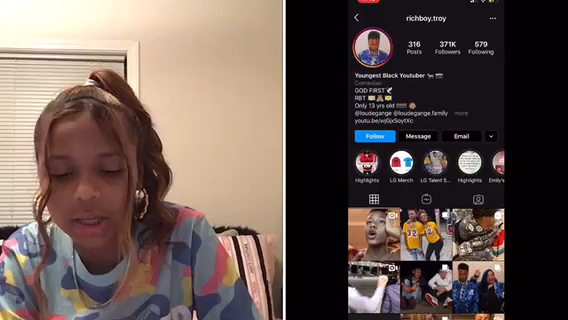 richboy.troy
316 371K 579
Posts Followers Following
Youngest Black Youtuber
Comedian
GOD FIRST
RBT
Only 13 yrs old
@loudegange @loudegange.family more
youtu.be/wj0jxSoytXc
Follow Message Email
Highlights LG Merch LG Talent S... Highlights Emily's